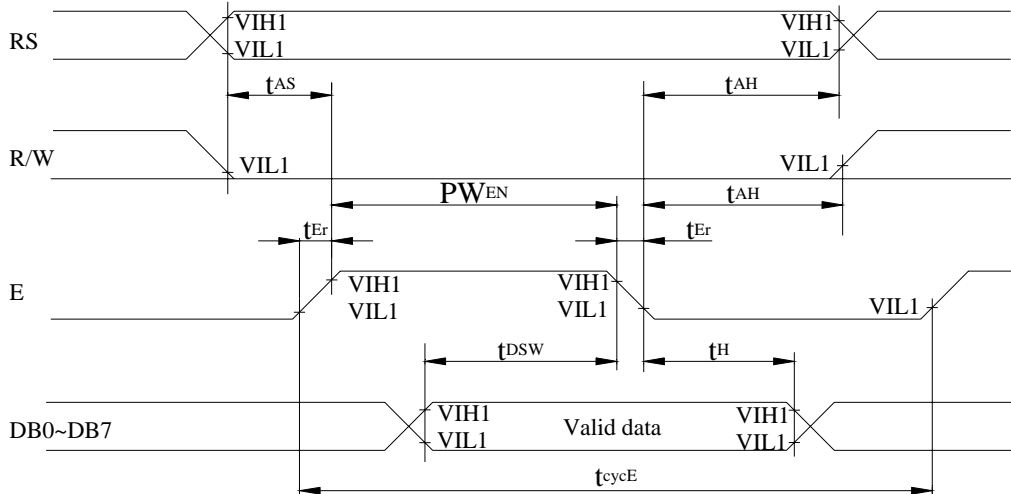 RS
VIH1
VIL1
VIH1
VIL1
tAS
tAH
R/W
VIL1
VIL1
PWEN
tAH
tEr
tEr
E
VIH1
VIL1
VIH1
VIL1
VIL1
tDSW
tH
DB0~DB7
VIH1
VIL1
Valid data
VIH1
VIL1
tcycE